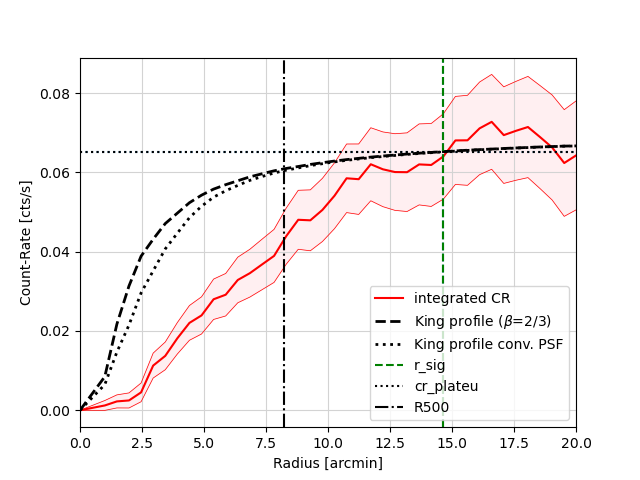 0.08
0.06
0.04
0.02
0.00
Count-Rate [cts/s]
integrated CR
King profile (β=2/3)
King profile conv. PSF
r_sig
cr_plateu
R500
0.0 2.5 5.0 7.5 10.0 12.5 15.0 17.5 20.0
Radius [arcmin]